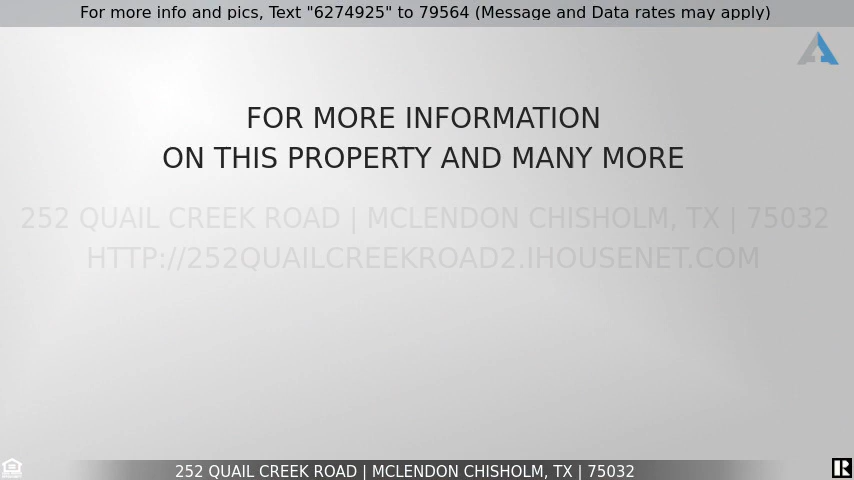 For more info and pics, Text "6274925" to 79564 (Message and Data rates may apply)
FOR MORE INFORMATION
ON THIS PROPERTY AND MANY MORE
252 QUAIL CREEK ROAD | MCLENDON CHISHOLM, TX | 75032
HTTP://252QUAILCREEKROAD2.IHOUSENET.COM
252 QUAIL CREEK ROAD | MCLENDON CHISHOLM, TX | 75032